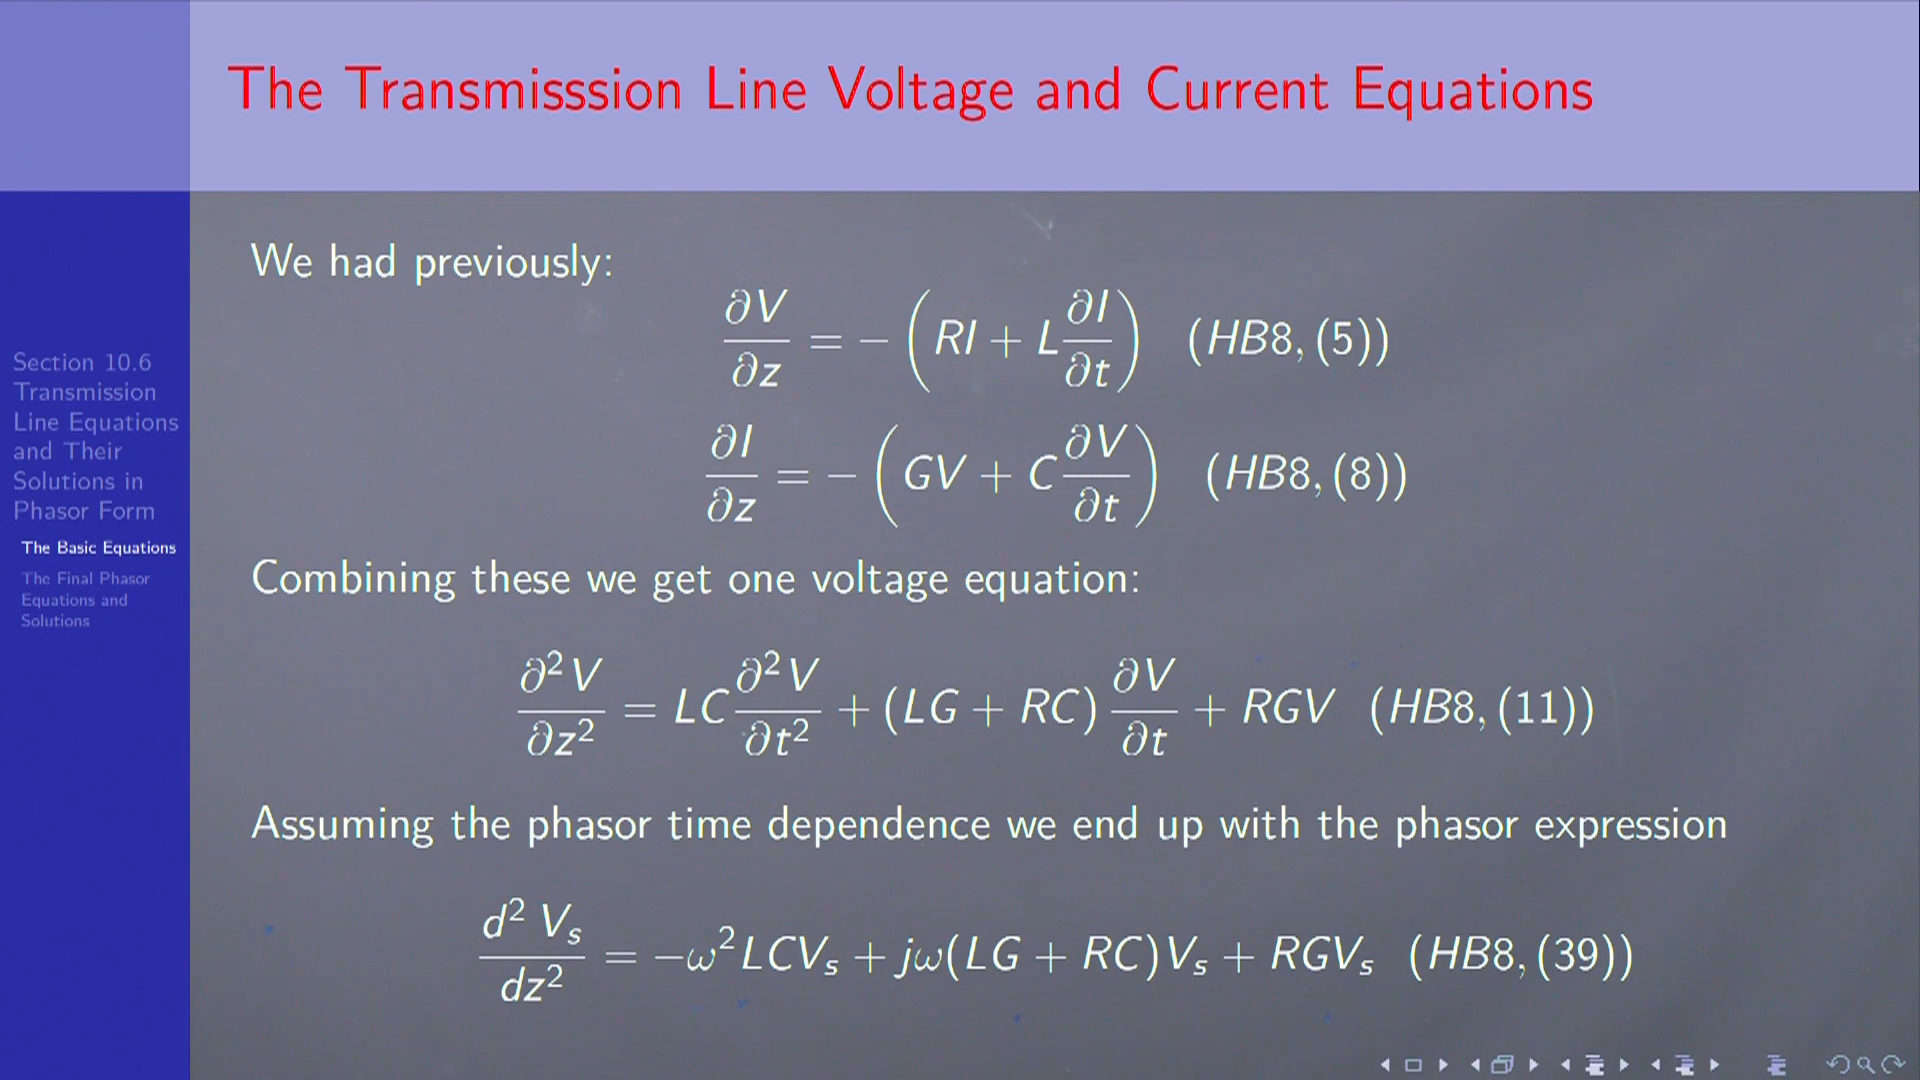 The Transmisssion Line Voltage and Current Equations
Section 10.6
Transmission
Line Equations
and Their
Solutions in
Phasor Form
The Basic Equations
The Final Phasor
Equations and
Solutions
We had previously:
∂V/∂z = −(RI + L ∂I/∂t) (HB8, (5))
∂I/∂z = −(GV + C ∂V/∂t) (HB8, (8))
Combining these we get one voltage equation:
∂²V/∂z² = LC ∂²V/∂t² + (LG + RC) ∂V/∂t + RGV (HB8, (11))
Assuming the phasor time dependence we end up with the phasor expression
d² Vₛ/dz² = −ω²LCVₛ + jω(LG + RC)Vₛ + RGVₛ (HB8, (39))